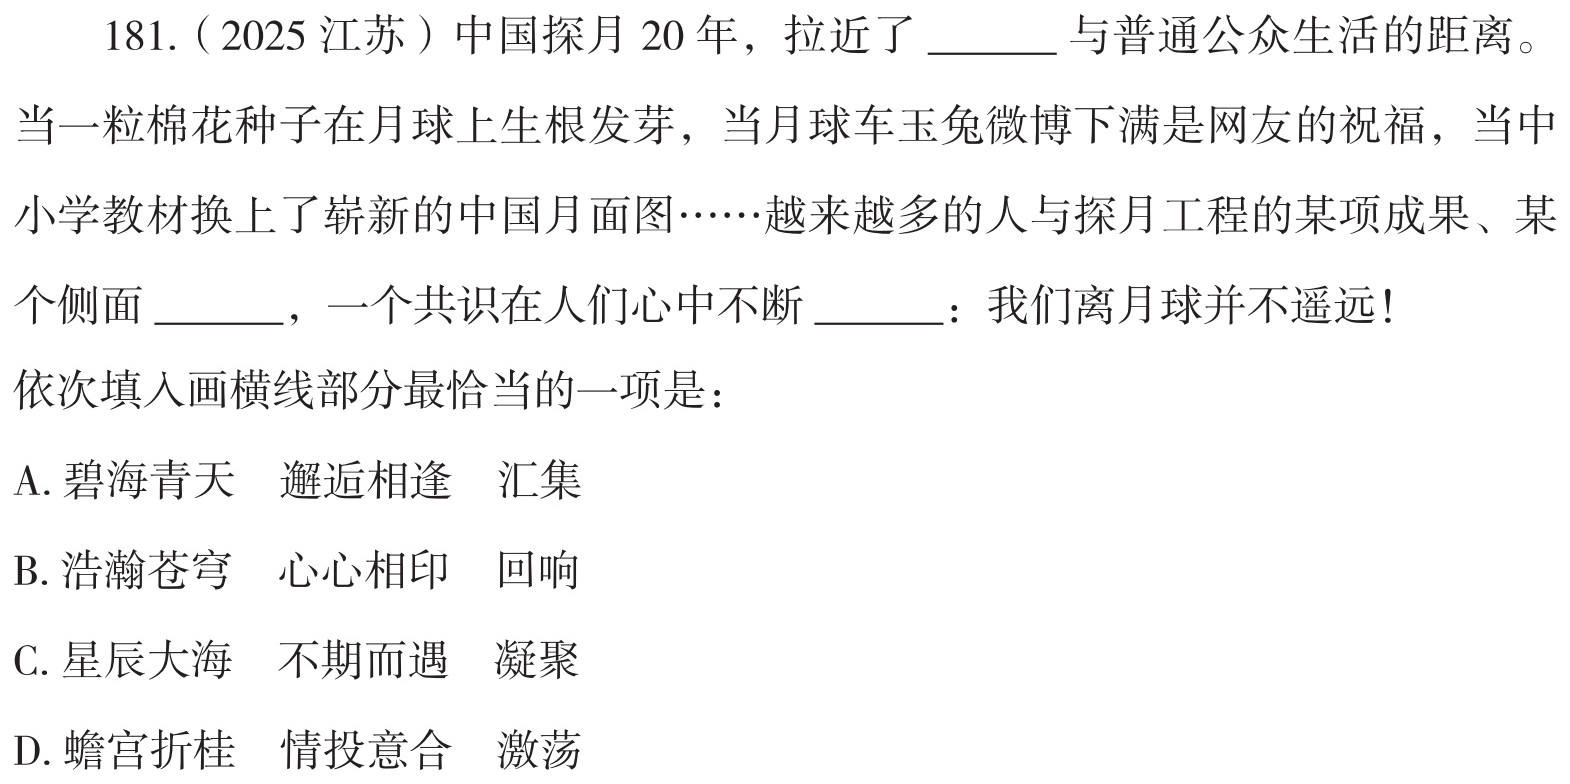 181.（2025 江苏）中国探月 20 年，拉近了 ______ 与普通公众生活的距离。
当一粒棉花种子在月球上生根发芽，当月球车玉兔微博下满是网友的祝福，当中
小学教材换上了崭新的中国月面图……越来越多的人与探月工程的某项成果、某
个侧面 ______，一个共识在人们心中不断 ______：我们离月球并不遥远！
依次填入画横线部分最恰当的一项是：
A. 碧海青天　邂逅相逢　汇集
B. 浩瀚苍穹　心心相印　回响
C. 星辰大海　不期而遇　凝聚
D. 蟾宫折桂　情投意合　激荡